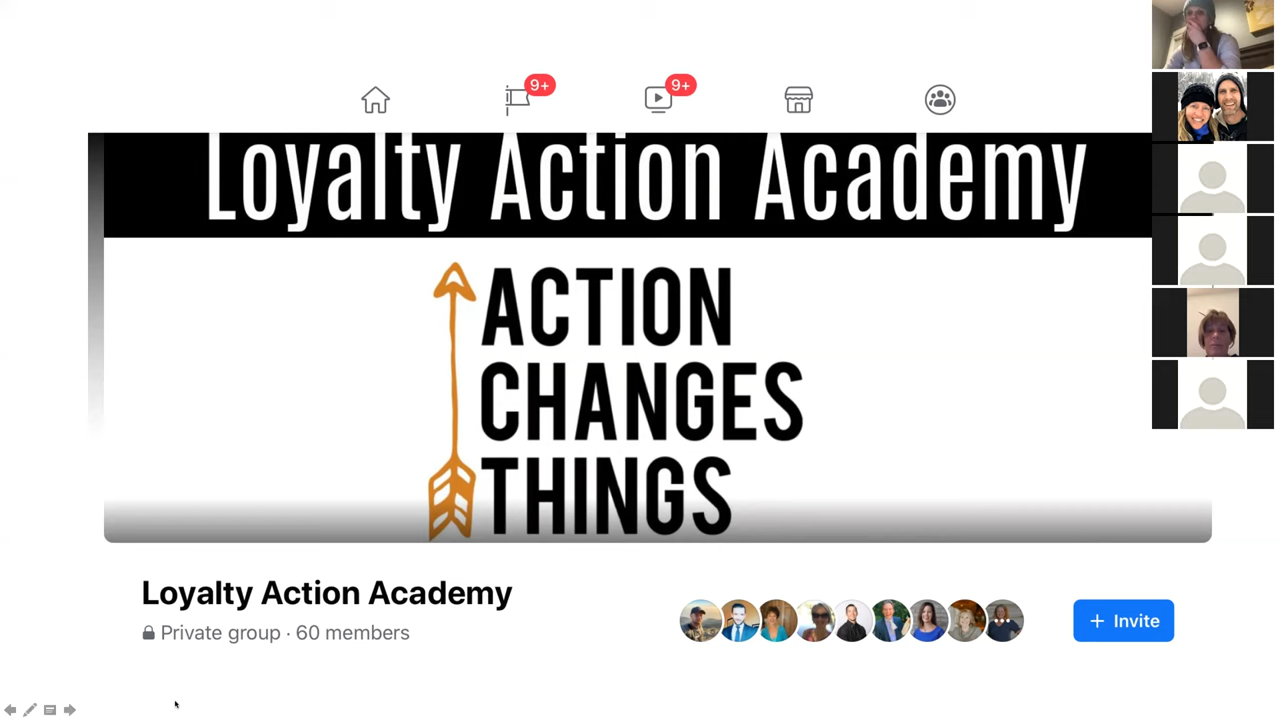 9+
9+
Loyalty Action Academy
ACTION
CHANGES
THINGS
Loyalty Action Academy
Private group · 60 members
+ Invite